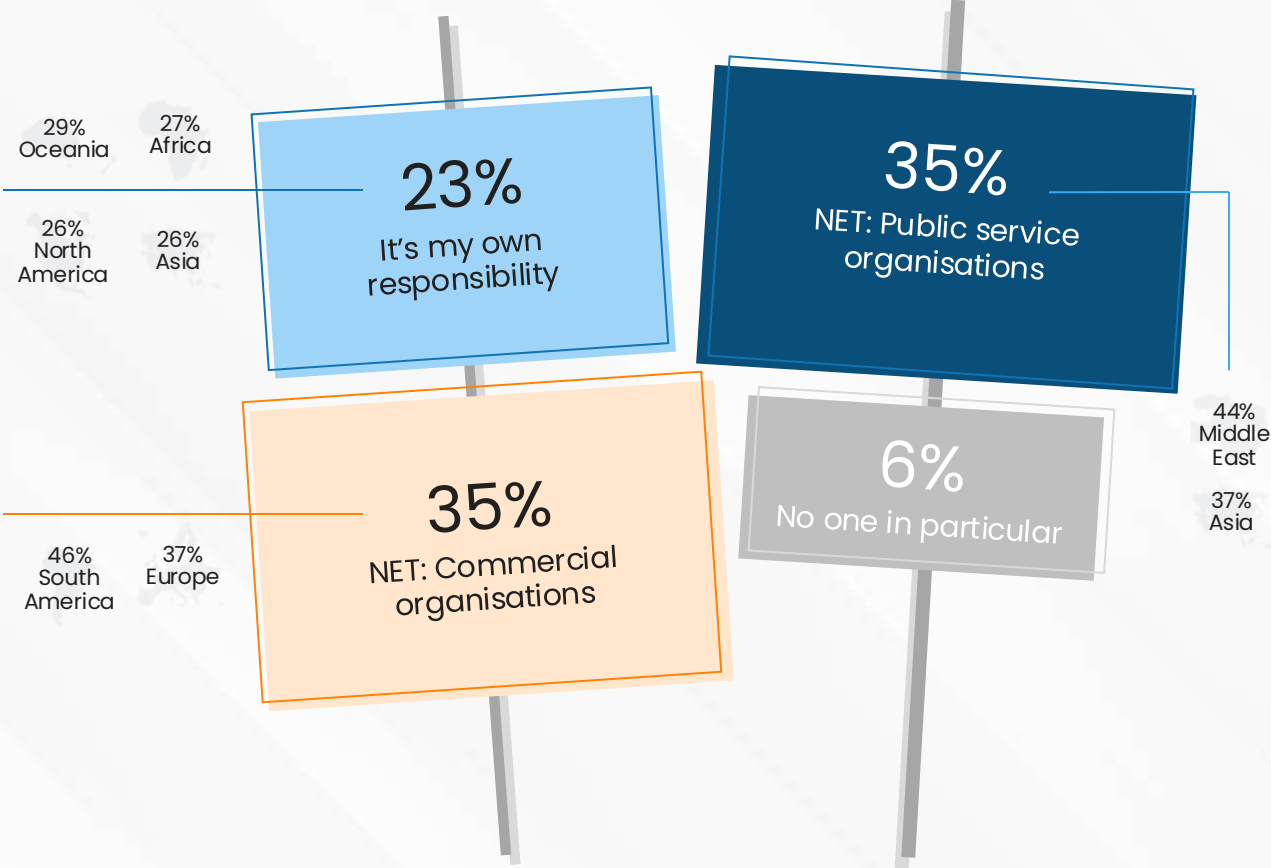 29%
Oceania
27%
Africa
26%
North
America
26%
Asia
23%
It’s my own
responsibility
35%
NET: Public service
organisations
44%
Middle
East
37%
Asia
35%
NET: Commercial
organisations
46%
South
America
37%
Europe
6%
No one in particular